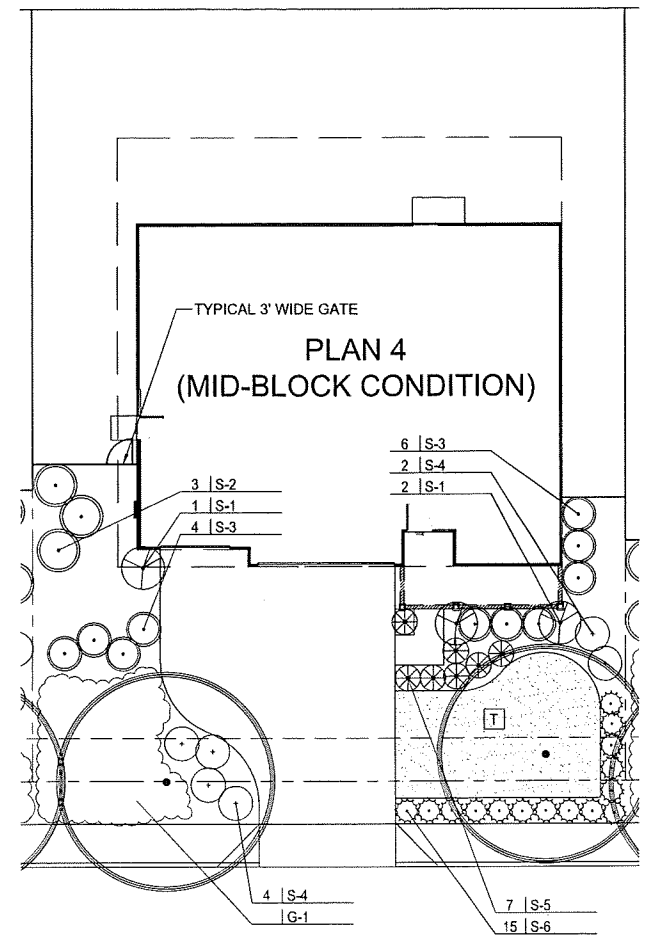 TYPICAL 3' WIDE GATE
PLAN 4
(MID-BLOCK CONDITION)
6 | S-3
2 | S-4
2 | S-1
3 | S-2
1 | S-1
4 | S-3
T
4 | S-4
| G-1
7 | S-5
15 | S-6